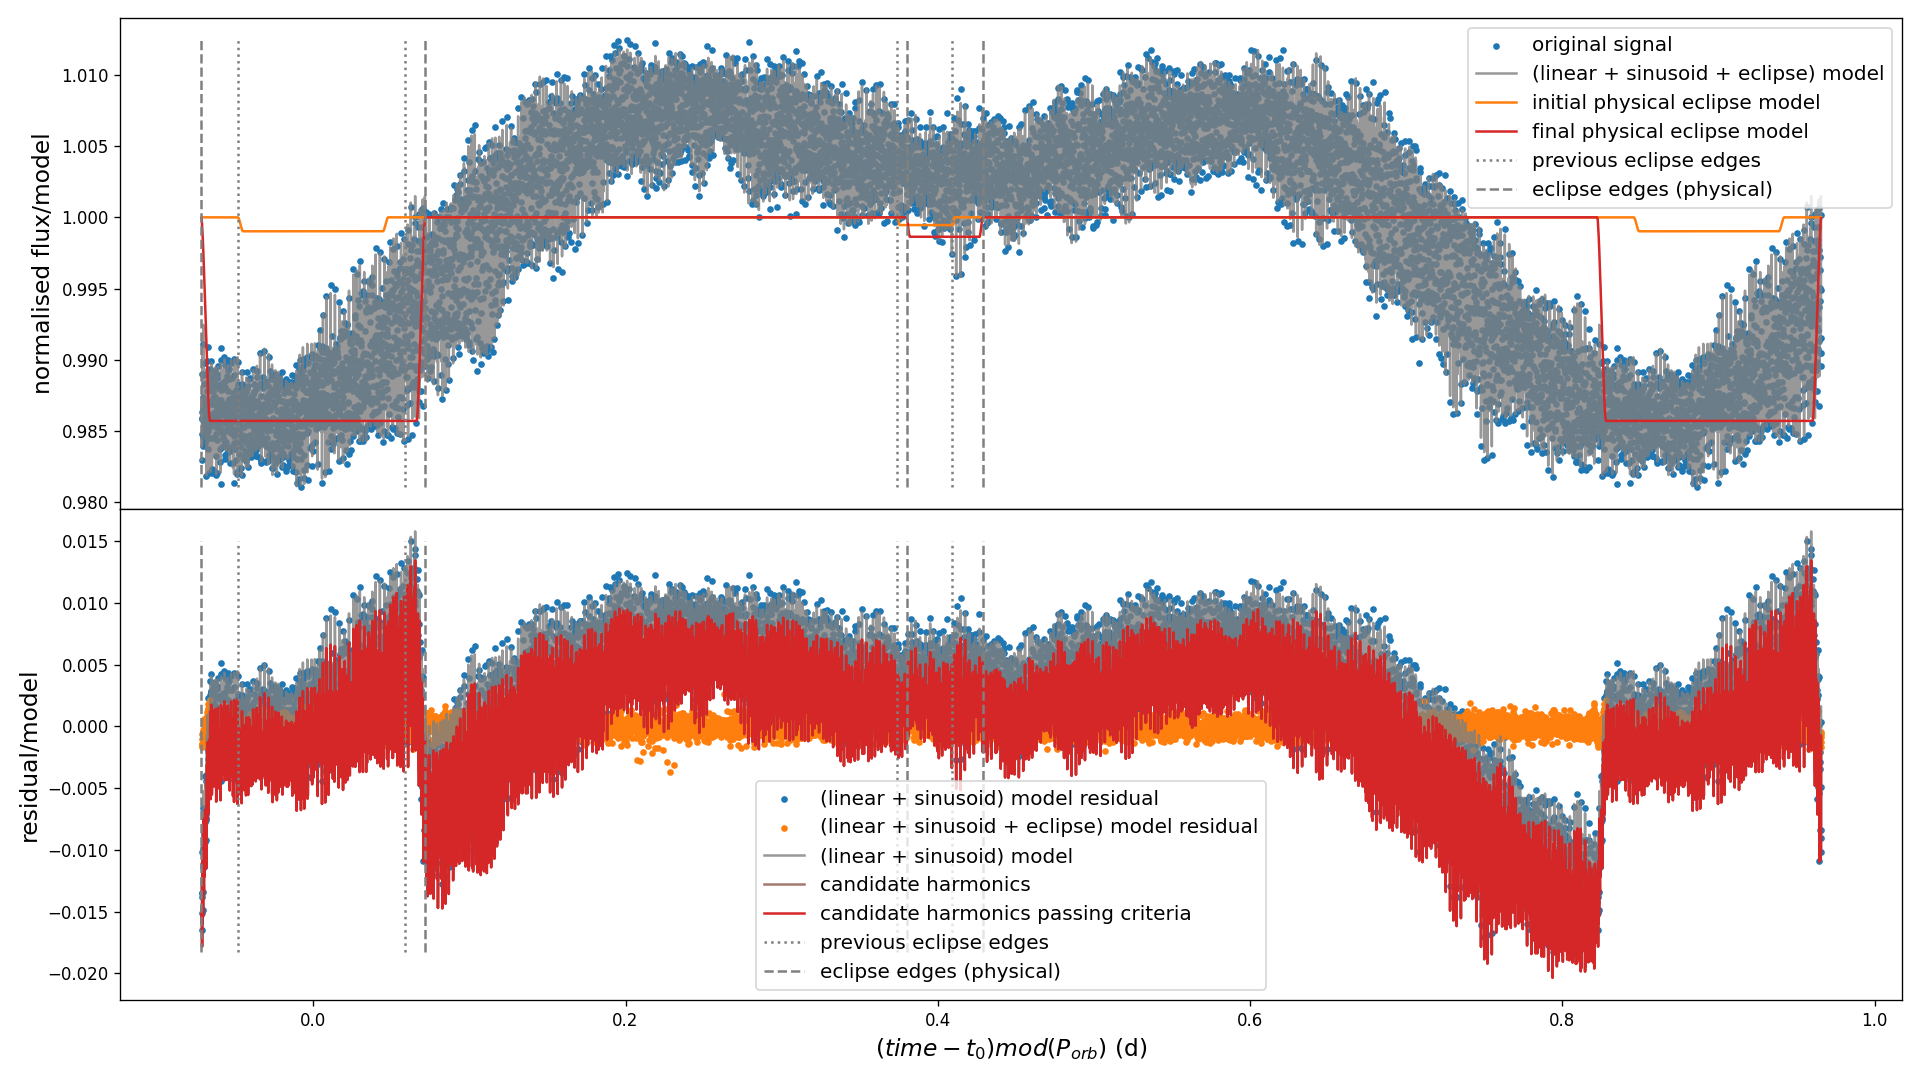 normalised flux/model
1.010
1.005
1.000
0.995
0.990
0.985
0.980
original signal
(linear + sinusoid + eclipse) model
initial physical eclipse model
final physical eclipse model
previous eclipse edges
eclipse edges (physical)
residual/model
0.015
0.010
0.005
0.000
−0.005
−0.010
−0.015
−0.020
(linear + sinusoid) model residual
(linear + sinusoid + eclipse) model residual
(linear + sinusoid) model
candidate harmonics
candidate harmonics passing criteria
previous eclipse edges
eclipse edges (physical)
0.0 0.2 0.4 0.6 0.8 1.0
(time − t₀)mod(Pₒᵣb) (d)